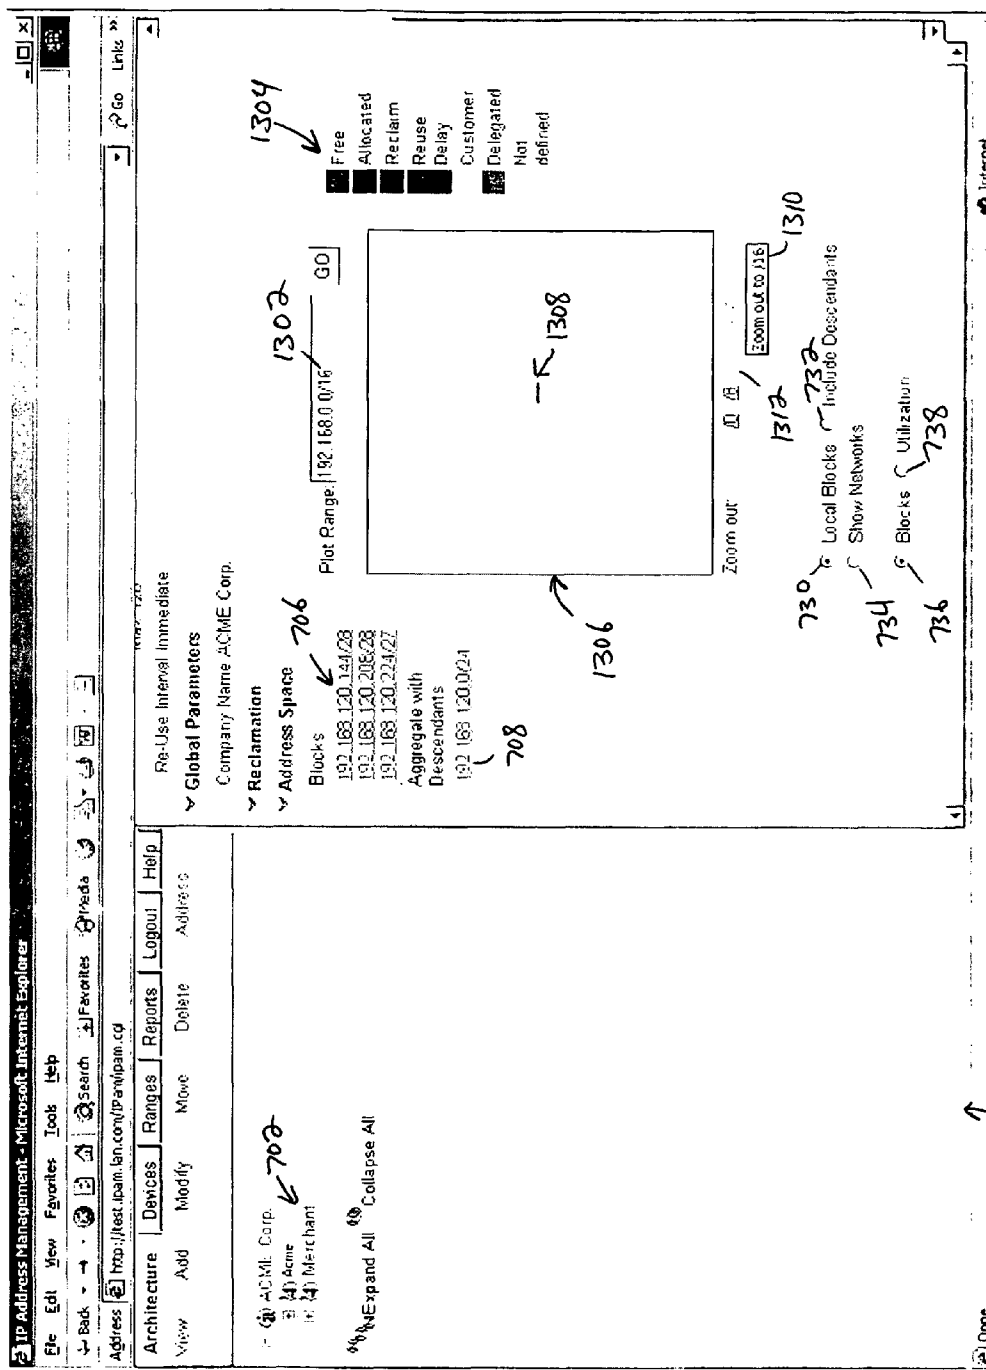 IP Address Management - Microsoft Internet Explorer
File Edit View Favorites Tools Help
Back Search Favorites Media
Address http://test.ipam.lan.com/IPam/ipam.cgi Go Links »
Architecture Devices Ranges Reports Logout Help
View Add Modify Move Delete Address
ACME Corp.
Acme
Merchant
702
Expand All Collapse All
Re-Use Interval Immediate
Global Parameters
Company Name ACME Corp.
Reclamation
Address Space
Blocks
706
192.168.120.144/28
192.168.120.208/28
192.168.120.224/27
Aggregate with
Descendants
192.168.120.0/24
708
Plot Range: 192.168.0.0/16 GO
1302
1304
Free
Allocated
Reclaim
Reuse
Delay
Customer
Delegated
Not
defined
1308
1306
Zoom out: /0 /8
Zoom out to /16
1310
1312
730 Local Blocks Include Descendants 732
734 Show Networks
736 Blocks Utilization 738
Done Internet